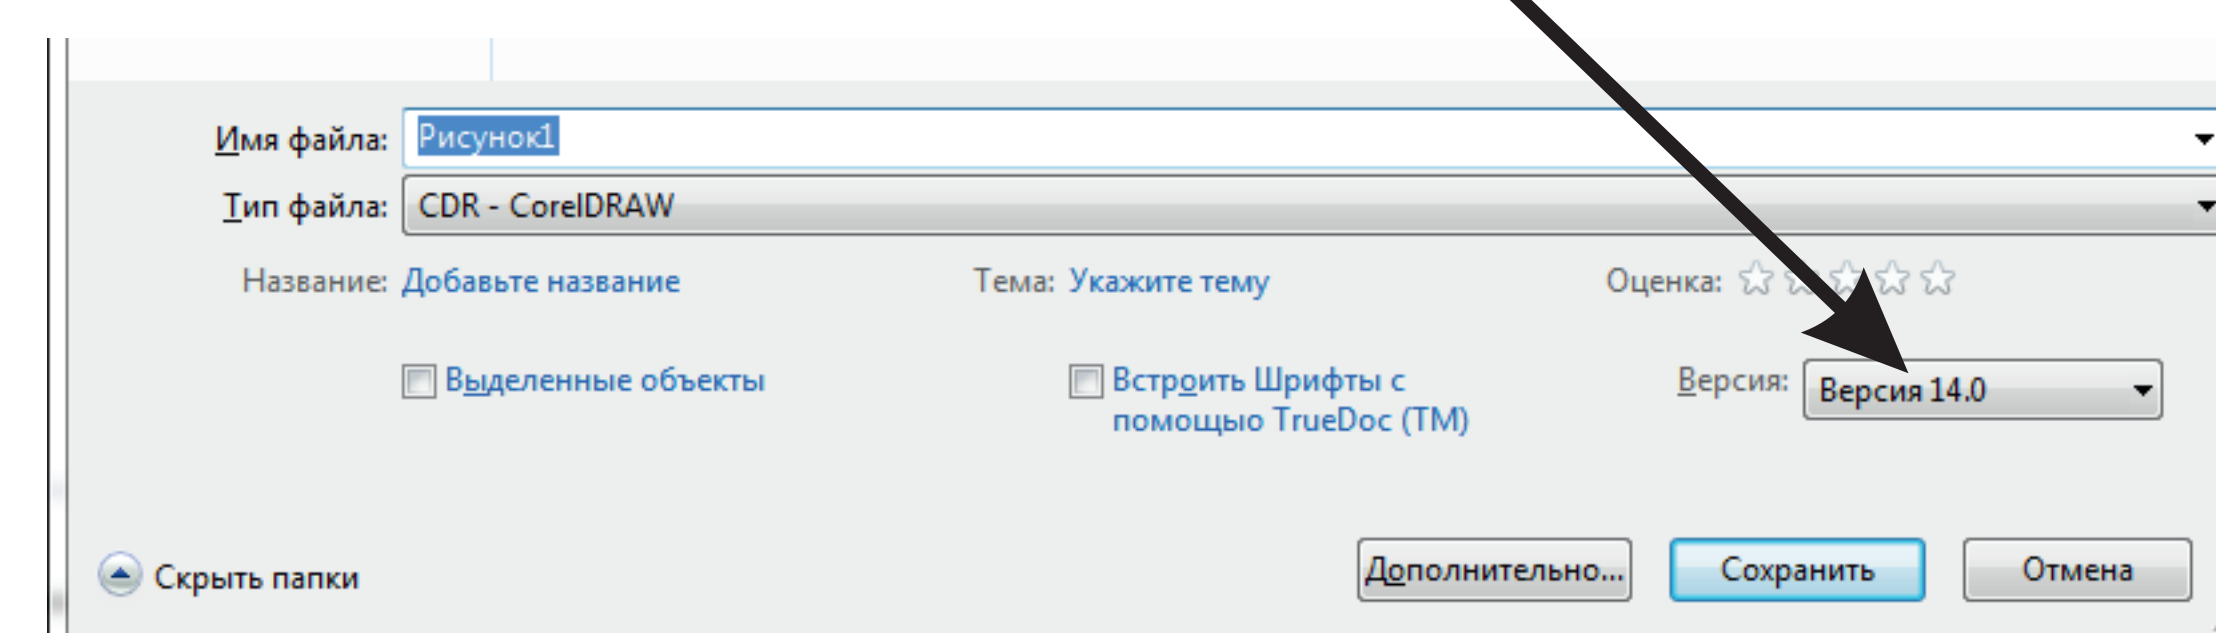 Имя файла: Рисунок1
Тип файла: CDR - CorelDRAW
Название: Добавьте название Тема: Укажите тему Оценка:
Выделенные объекты Встроить Шрифты с Версия: Версия 14.0
помощью TrueDoc (TM)
Скрыть папки Дополнительно... Сохранить Отмена